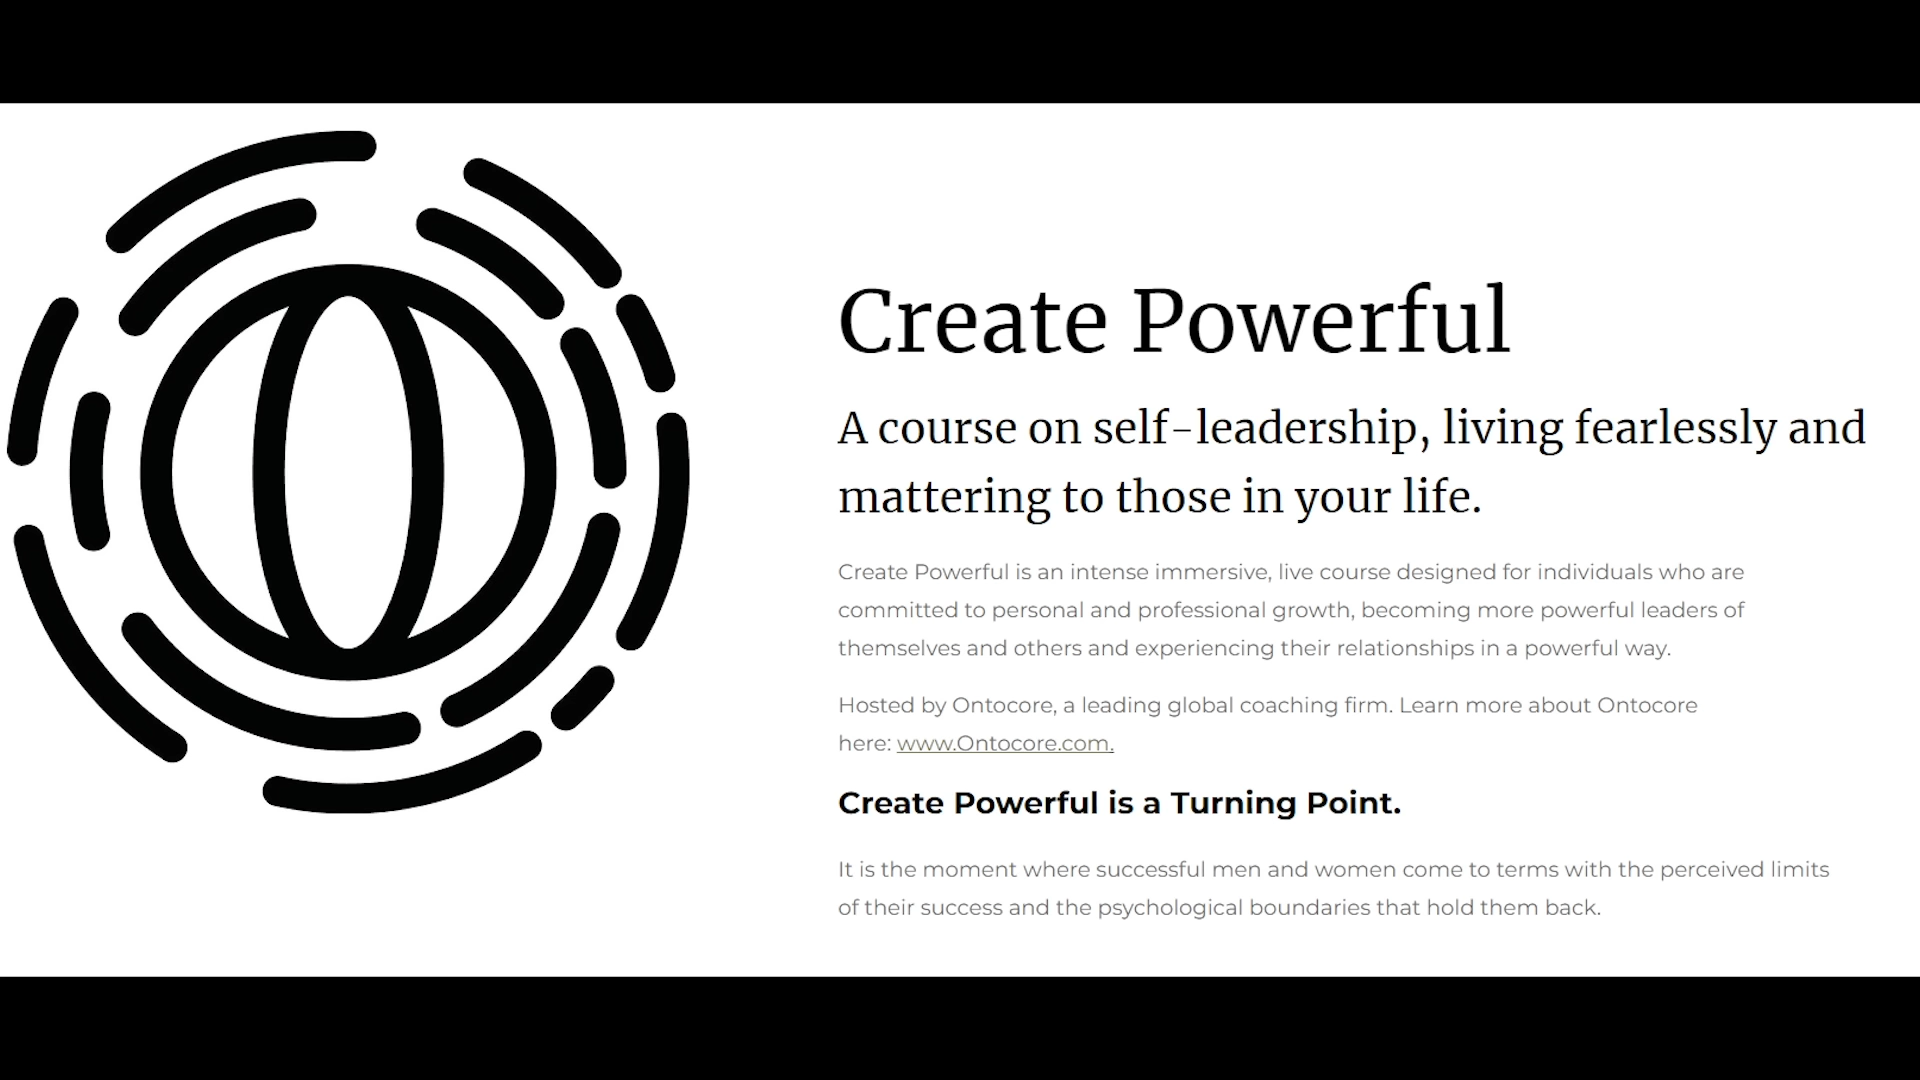 Create Powerful
A course on self-leadership, living fearlessly and
mattering to those in your life.
Create Powerful is an intense immersive, live course designed for individuals who are
committed to personal and professional growth, becoming more powerful leaders of
themselves and others and experiencing their relationships in a powerful way.
Hosted by Ontocore, a leading global coaching firm. Learn more about Ontocore
here: www.Ontocore.com.
Create Powerful is a Turning Point.
It is the moment where successful men and women come to terms with the perceived limits
of their success and the psychological boundaries that hold them back.